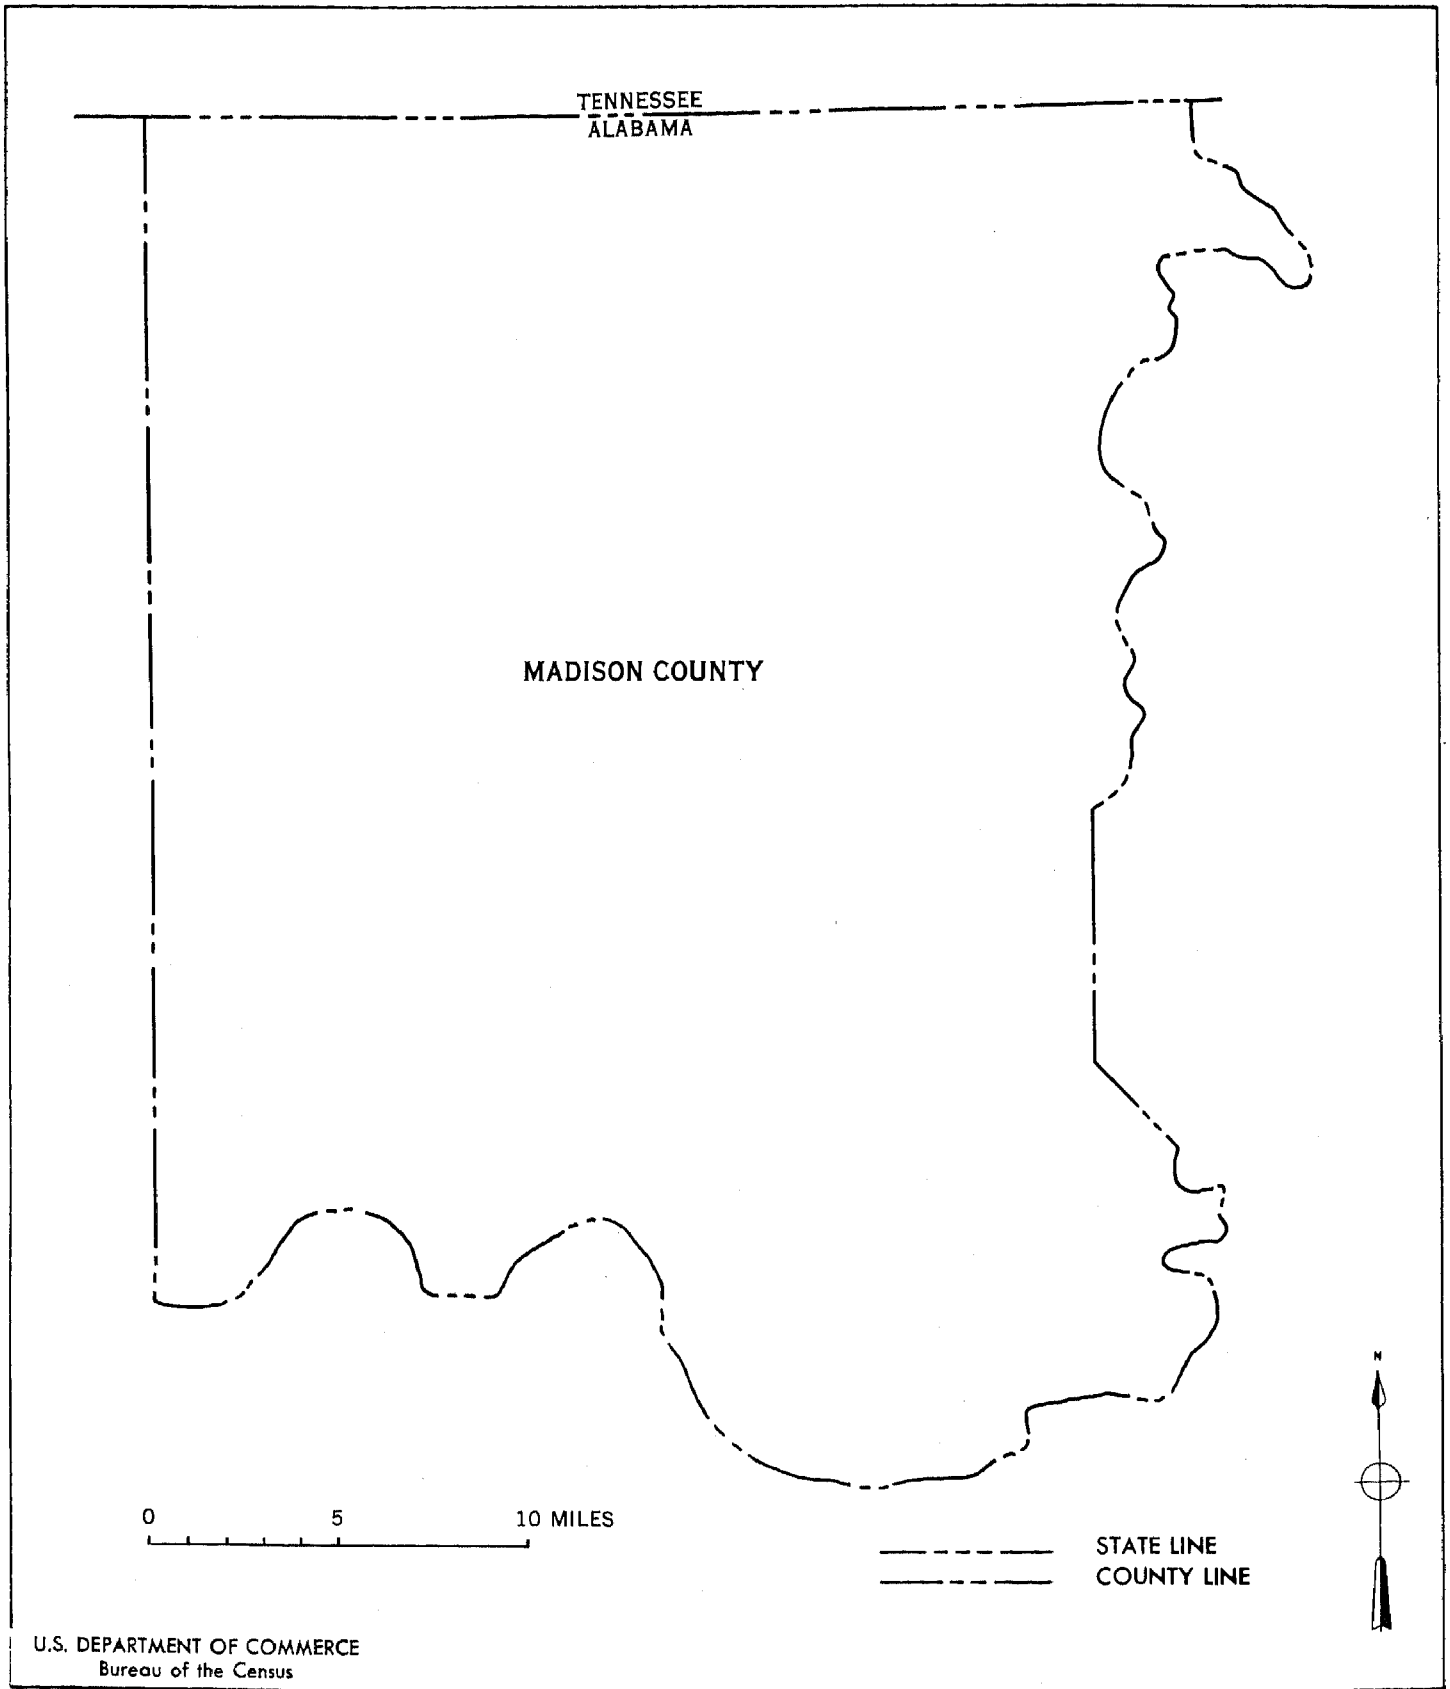 TENNESSEE
ALABAMA
MADISON COUNTY
N
0 5 10 MILES
STATE LINE
COUNTY LINE
U.S. DEPARTMENT OF COMMERCE
Bureau of the Census